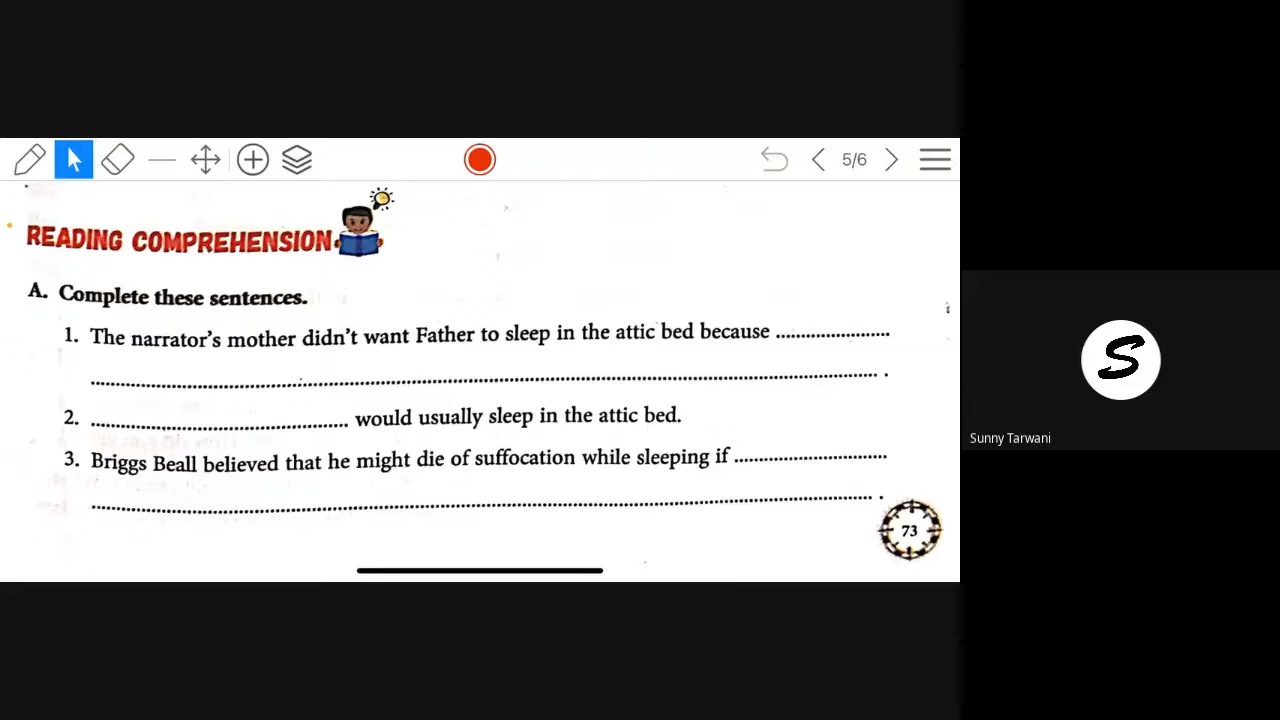 5/6
READING COMPREHENSION
A. Complete these sentences.
1. The narrator's mother didn't want Father to sleep in the attic bed because ......................
.................................................................................................... .
2. ................................... would usually sleep in the attic bed.
3. Briggs Beall believed that he might die of suffocation while sleeping if ......................
.................................................................................................... .
73
S
Sunny Tarwani